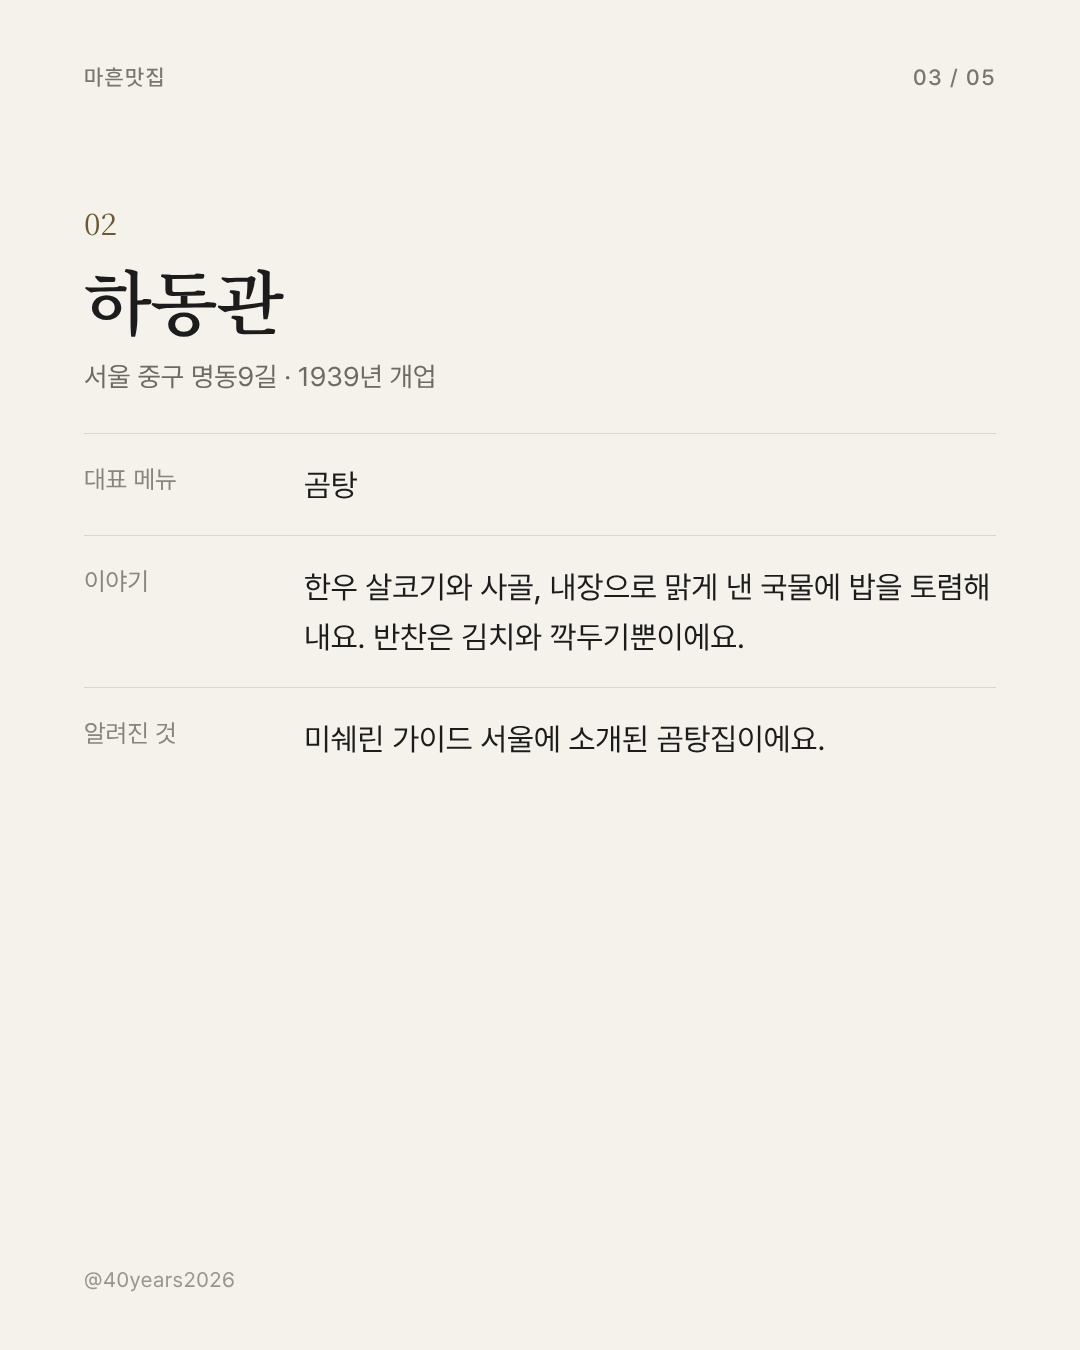 마흔맛집
03 / 05
02
하동관
서울 중구 명동9길 · 1939년 개업
대표 메뉴
곰탕
이야기
한우 살코기와 사골, 내장으로 맑게 낸 국물에 밥을 토렴해
내요. 반찬은 김치와 깍두기뿐이에요.
알려진 것
미쉐린 가이드 서울에 소개된 곰탕집이에요.
@40years2026